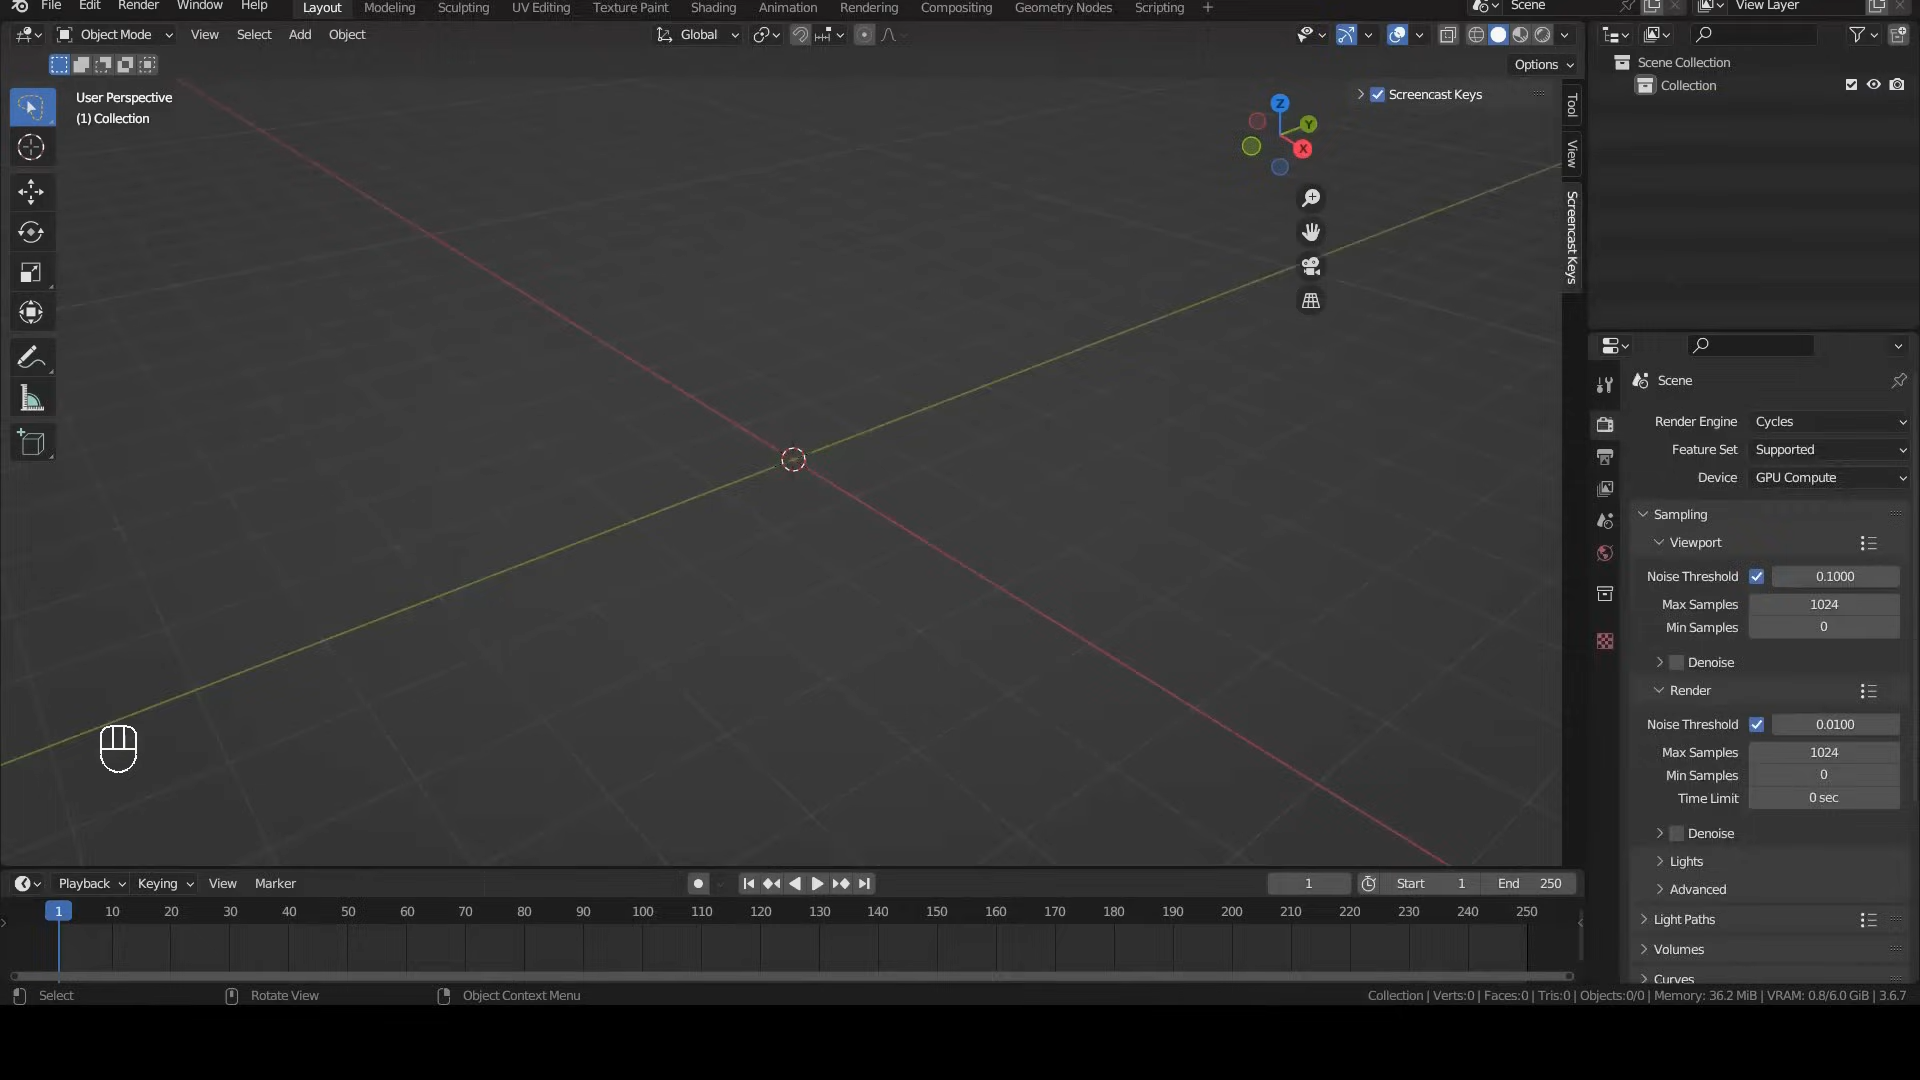 File Edit Render Window Help Layout Modeling Sculpting UV Editing Texture Paint Shading Animation Rendering Compositing Geometry Nodes Scripting + Scene View Layer
Object Mode View Select Add Object Global
Options
User Perspective
(1) Collection
Screencast Keys
Z
Y
X
Tool
View
Screencast Keys
Scene Collection
Collection
Scene
Render Engine Cycles
Feature Set Supported
Device GPU Compute
Sampling
Viewport
Noise Threshold 0.1000
Max Samples 1024
Min Samples 0
Denoise
Render
Noise Threshold 0.0100
Max Samples 1024
Min Samples 0
Time Limit 0 sec
Denoise
Lights
Advanced
Light Paths
Volumes
Curves
Playback Keying View Marker 1 Start 1 End 250
1 10 20 30 40 50 60 70 80 90 100 110 120 130 140 150 160 170 180 190 200 210 220 230 240 250
Select Rotate View Object Context Menu Collection | Verts:0 | Faces:0 | Tris:0 | Objects:0/0 | Memory: 36.2 MiB | VRAM: 0.8/6.0 GiB | 3.6.7